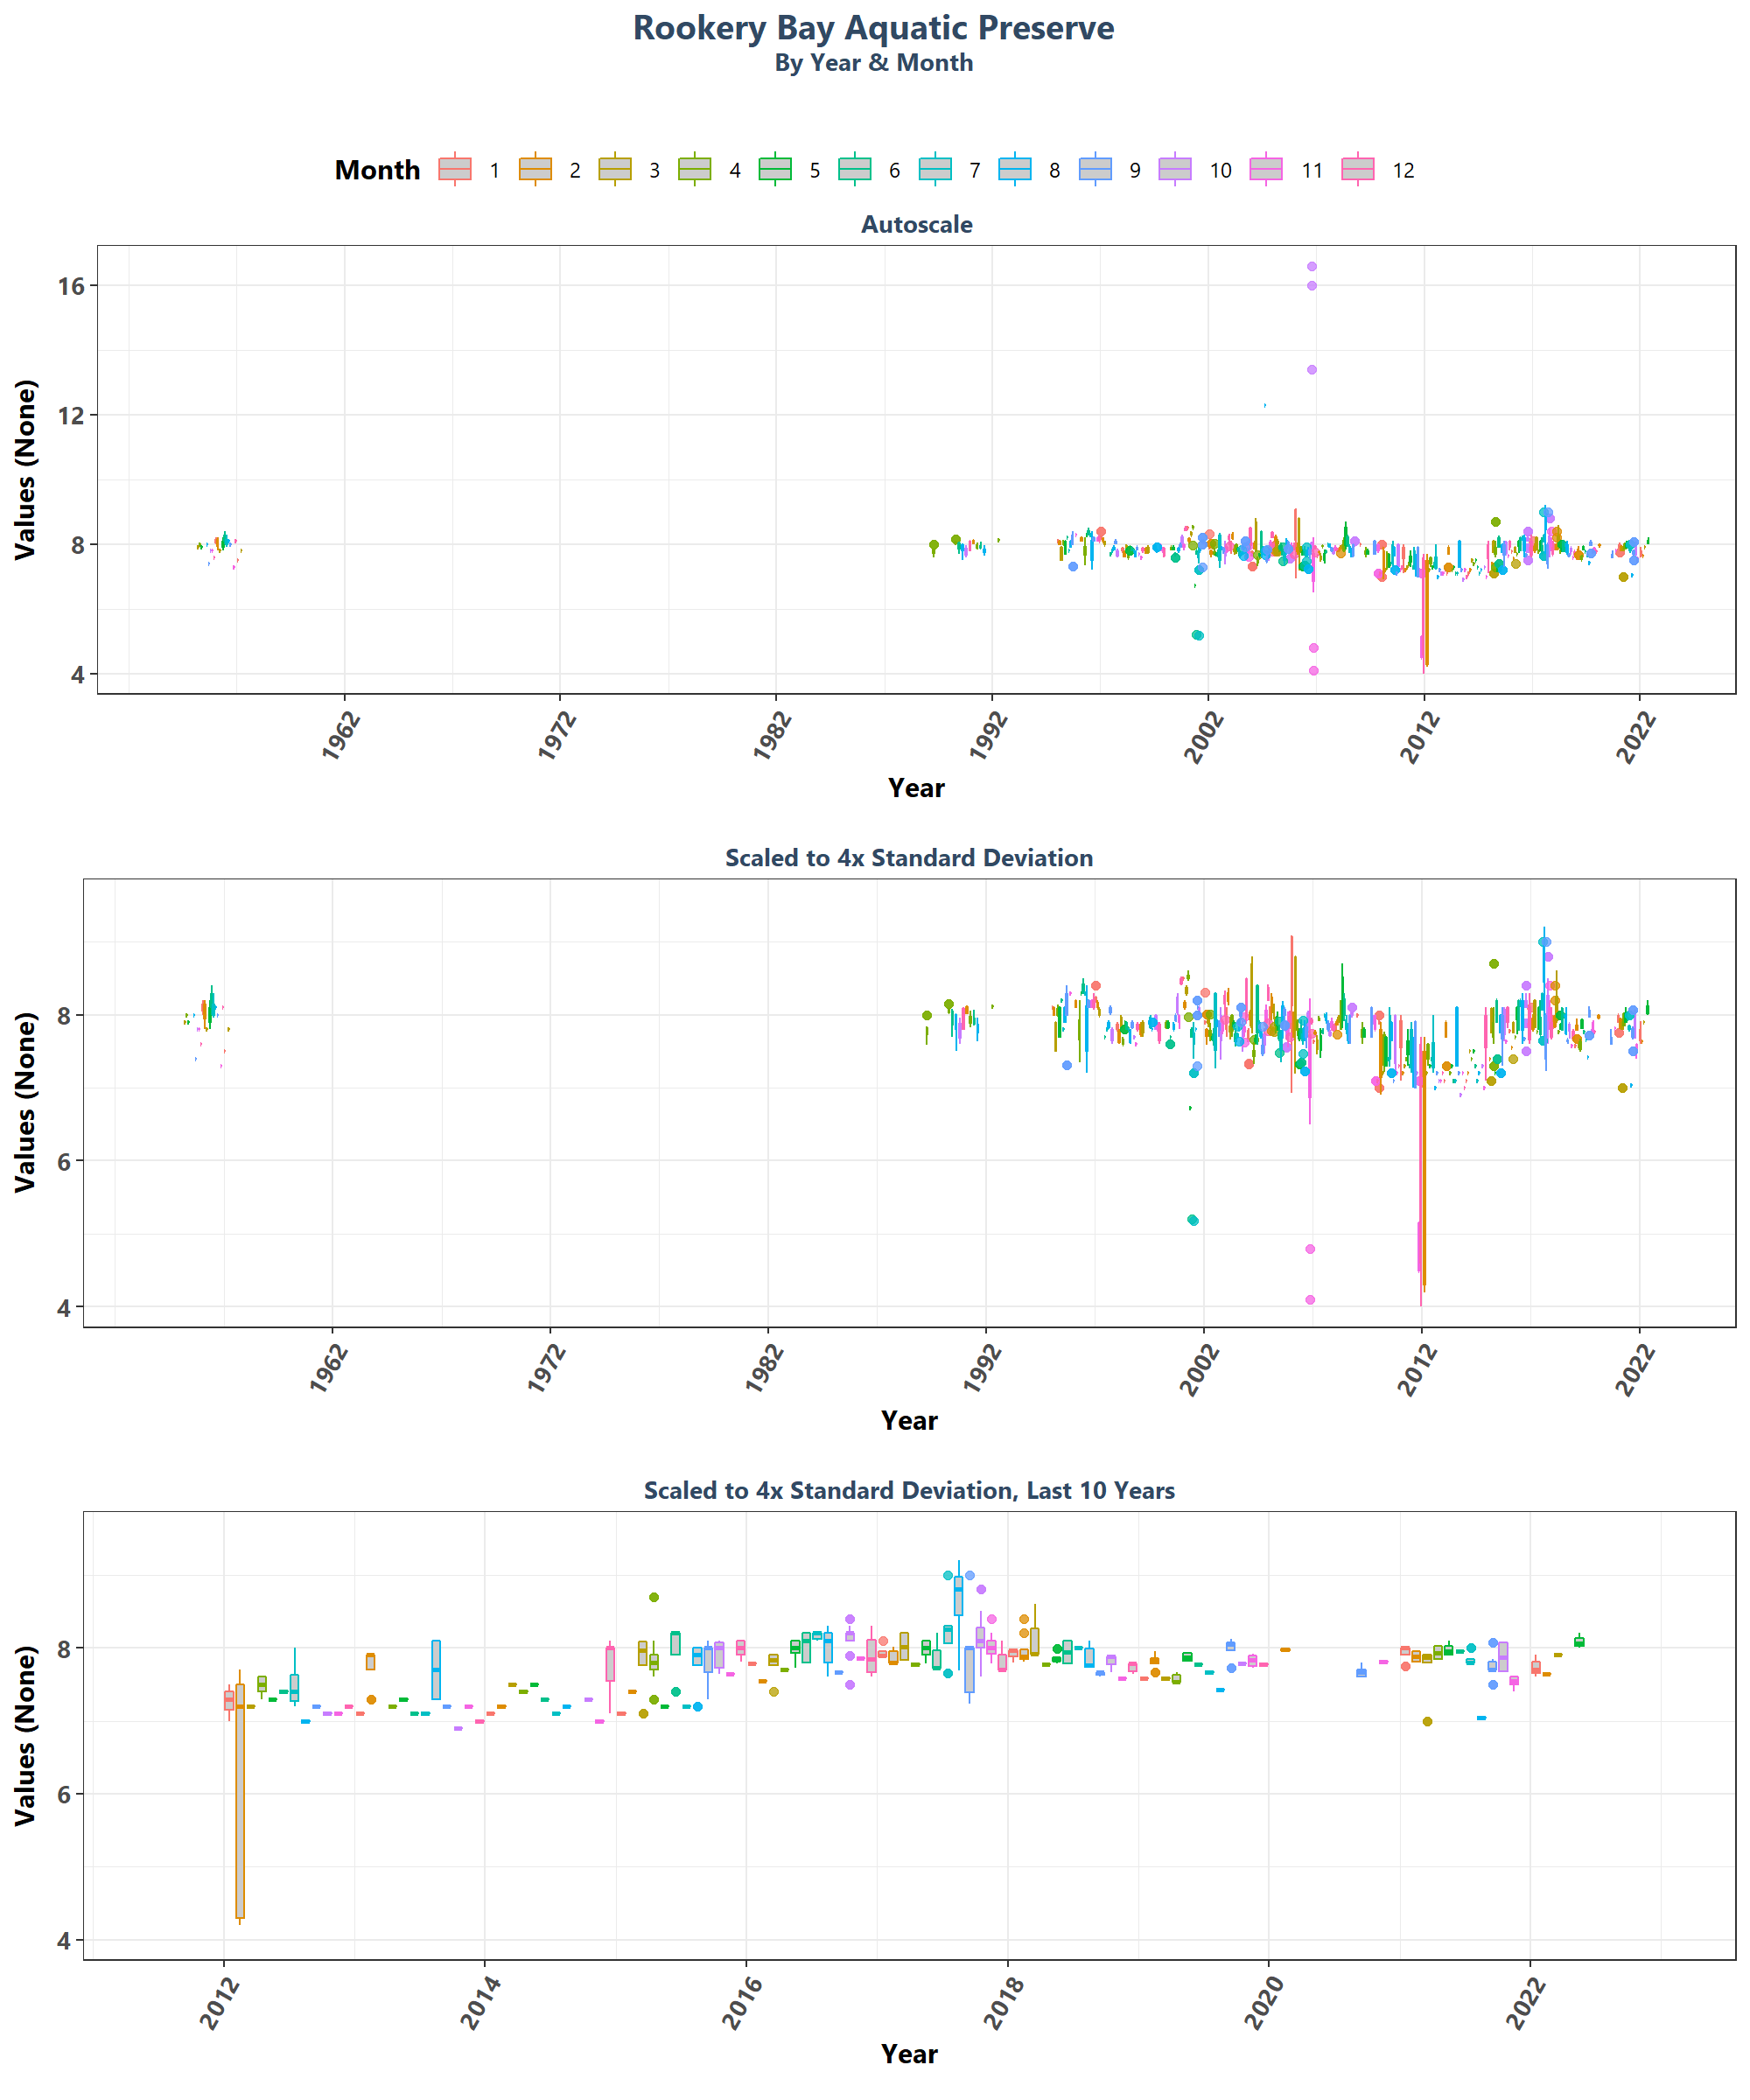 Rookery Bay Aquatic Preserve
By Year & Month
Month 1 2 3 4 5 6 7 8 9 10 11 12
Autoscale
16
12
8
4
Values (None)
1962 1972 1982 1992 2002 2012 2022
Year
Scaled to 4x Standard Deviation
8
6
4
Values (None)
1962 1972 1982 1992 2002 2012 2022
Year
Scaled to 4x Standard Deviation, Last 10 Years
8
6
4
Values (None)
2012 2014 2016 2018 2020 2022
Year